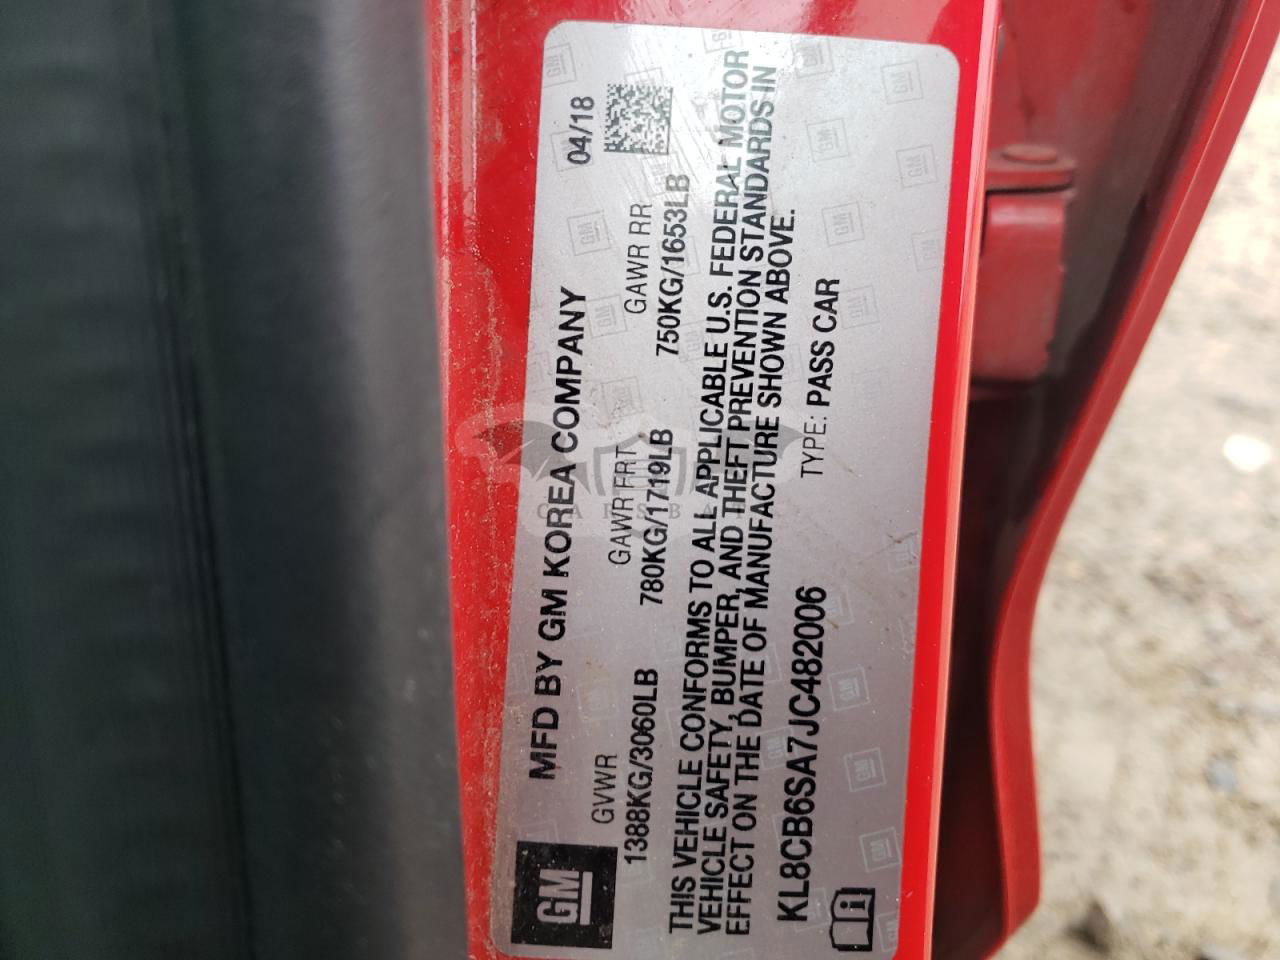 MFD BY GM KOREA COMPANY 04/18
GM
GVWR GAWR FRT GAWR RR
1388KG/3060LB 780KG/1719LB 750KG/1653LB
THIS VEHICLE CONFORMS TO ALL APPLICABLE U.S. FEDERAL MOTOR
VEHICLE SAFETY, BUMPER, AND THEFT PREVENTION STANDARDS IN
EFFECT ON THE DATE OF MANUFACTURE SHOWN ABOVE.
KL8CB6SA7JC482006 TYPE: PASS CAR